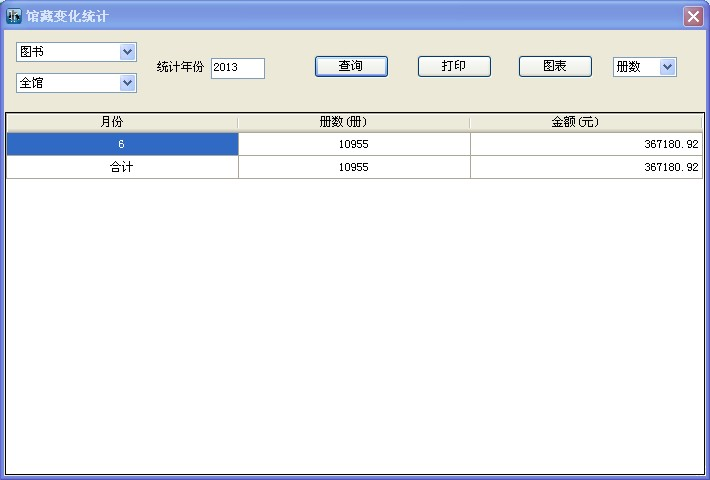 馆藏变化统计
图书
全馆
统计年份 2013 查询 打印 图表 册数
月份 册数(册) 金额(元)
6 10955 367180.92
合计 10955 367180.92